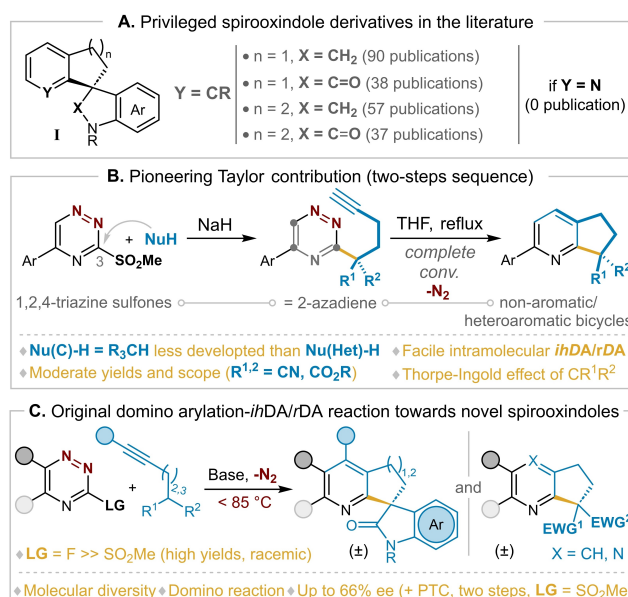 A. Privileged spirooxindole derivatives in the literature
n
Y
X
N
R
Ar
I
Y = CR
• n = 1, X = CH2 (90 publications)
• n = 1, X = C=O (38 publications)
• n = 2, X = CH2 (57 publications)
• n = 2, X = C=O (37 publications)
if Y = N
(0 publication)
B. Pioneering Taylor contribution (two-steps sequence)
N
N
N
Ar
3
SO2Me
+ NuH
NaH
N
N
N
Ar
R1 R2
THF, reflux
complete
conv.
-N2
Ar
N
R1 R2
1,2,4-triazine sulfones
= 2-azadiene
non-aromatic/
heteroaromatic bicycles
◆Nu(C)-H = R3CH less developted than Nu(Het)-H
◆Facile intramolecular ihDA/rDA
◆Moderate yields and scope (R1,2 = CN, CO2R)
◆Thorpe-Ingold effect of CR1R2
C. Original domino arylation-ihDA/rDA reaction towards novel spirooxindoles
N
N
N
LG
+
2,3
R1 R2
Base, -N2
< 85 °C
1,2
N
O
N
R
Ar
(±)
and
X
N
EWG1
EWG2
(±)
X = CH, N
◆LG = F >> SO2Me (high yields, racemic)
◆Molecular diversity ◆Domino reaction ◆Up to 66% ee (+ PTC, two steps, LG = SO2Me